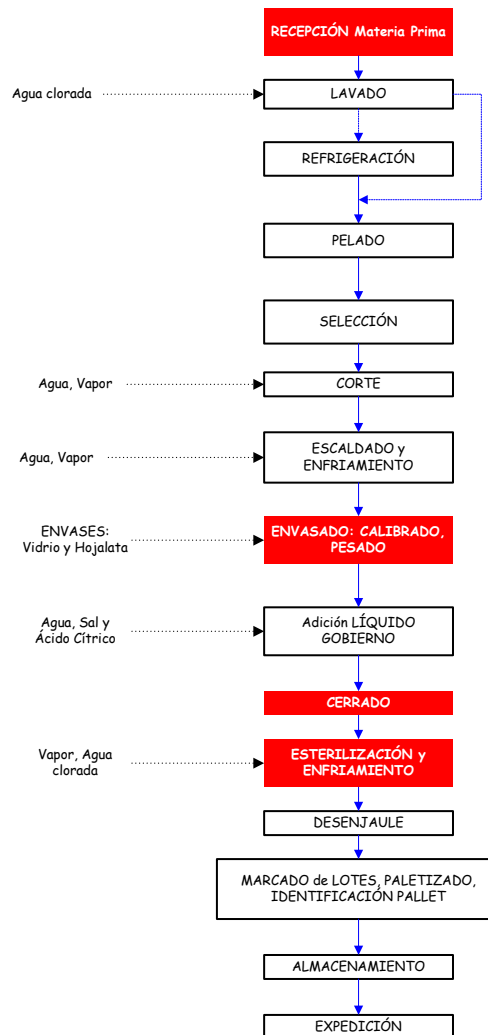 RECEPCIÓN Materia Prima
Agua clorada
LAVADO
REFRIGERACIÓN
PELADO
SELECCIÓN
Agua, Vapor
CORTE
Agua, Vapor
ESCALDADO y
ENFRIAMIENTO
ENVASES:
Vidrio y Hojalata
ENVASADO: CALIBRADO,
PESADO
Agua, Sal y
Ácido Cítrico
Adición LÍQUIDO
GOBIERNO
CERRADO
Vapor, Agua
clorada
ESTERILIZACIÓN y
ENFRIAMIENTO
DESENJAULE
MARCADO de LOTES, PALETIZADO,
IDENTIFICACIÓN PALLET
ALMACENAMIENTO
EXPEDICIÓN